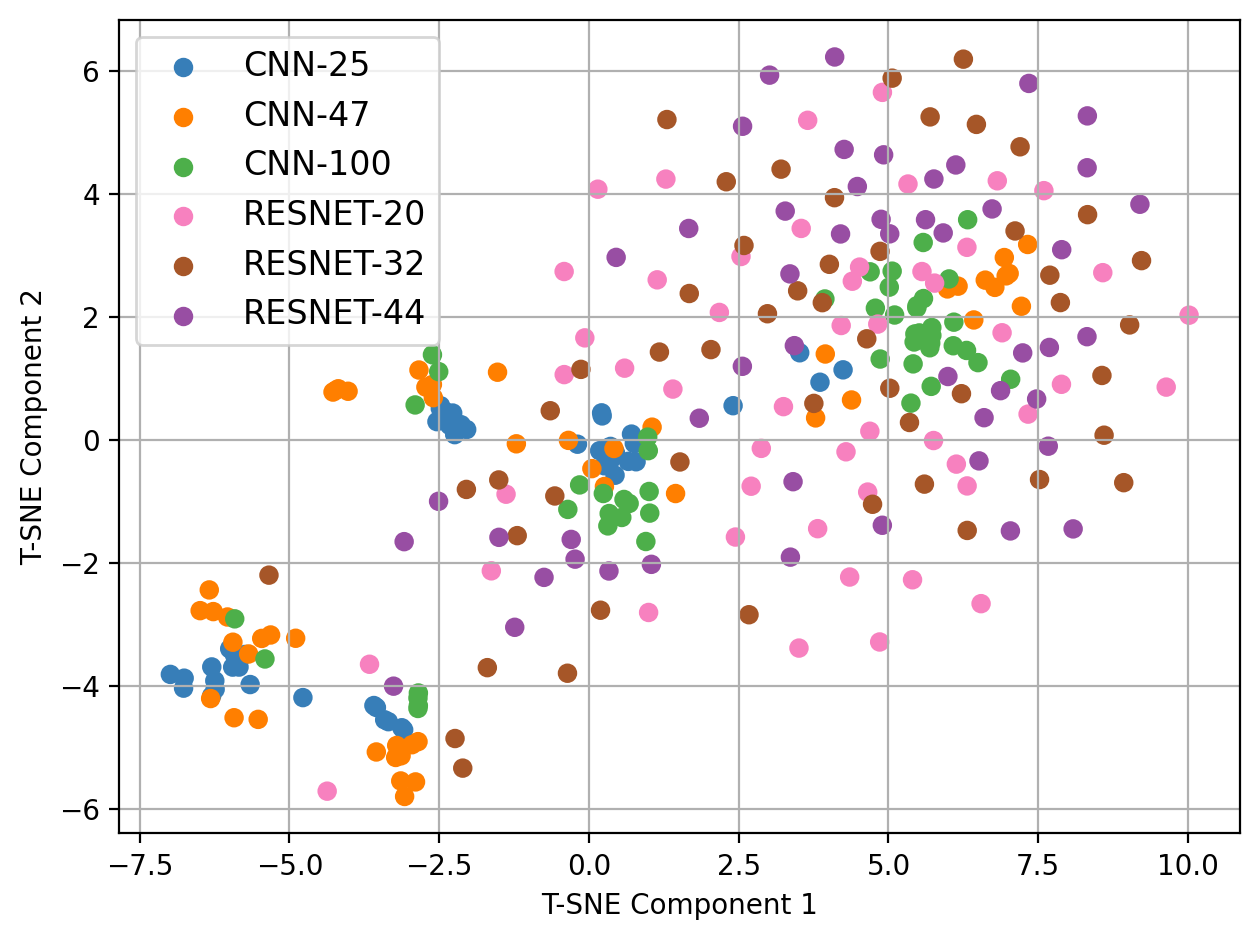 CNN-25
CNN-47
CNN-100
RESNET-20
RESNET-32
RESNET-44
6
4
2
0
−2
−4
−6
T-SNE Component 2
−7.5 −5.0 −2.5 0.0 2.5 5.0 7.5 10.0
T-SNE Component 1